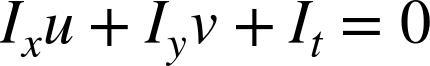 I_x u + I_y v + I_t = 0